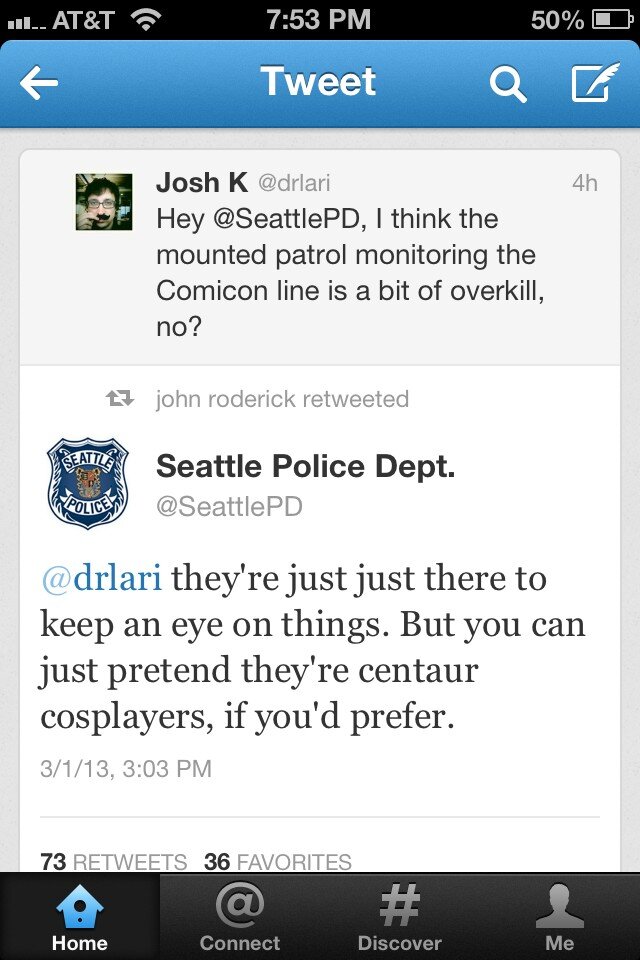 AT&T 7:53 PM 50%
Tweet
Josh K @drlari 4h
Hey @SeattlePD, I think the
mounted patrol monitoring the
Comicon line is a bit of overkill,
no?
john roderick retweeted
SEATTLE
POLICE
Seattle Police Dept.
@SeattlePD
@drlari they're just just there to
keep an eye on things. But you can
just pretend they're centaur
cosplayers, if you'd prefer.
3/1/13, 3:03 PM
73 RETWEETS 36 FAVORITES
@ #
Home Connect Discover Me